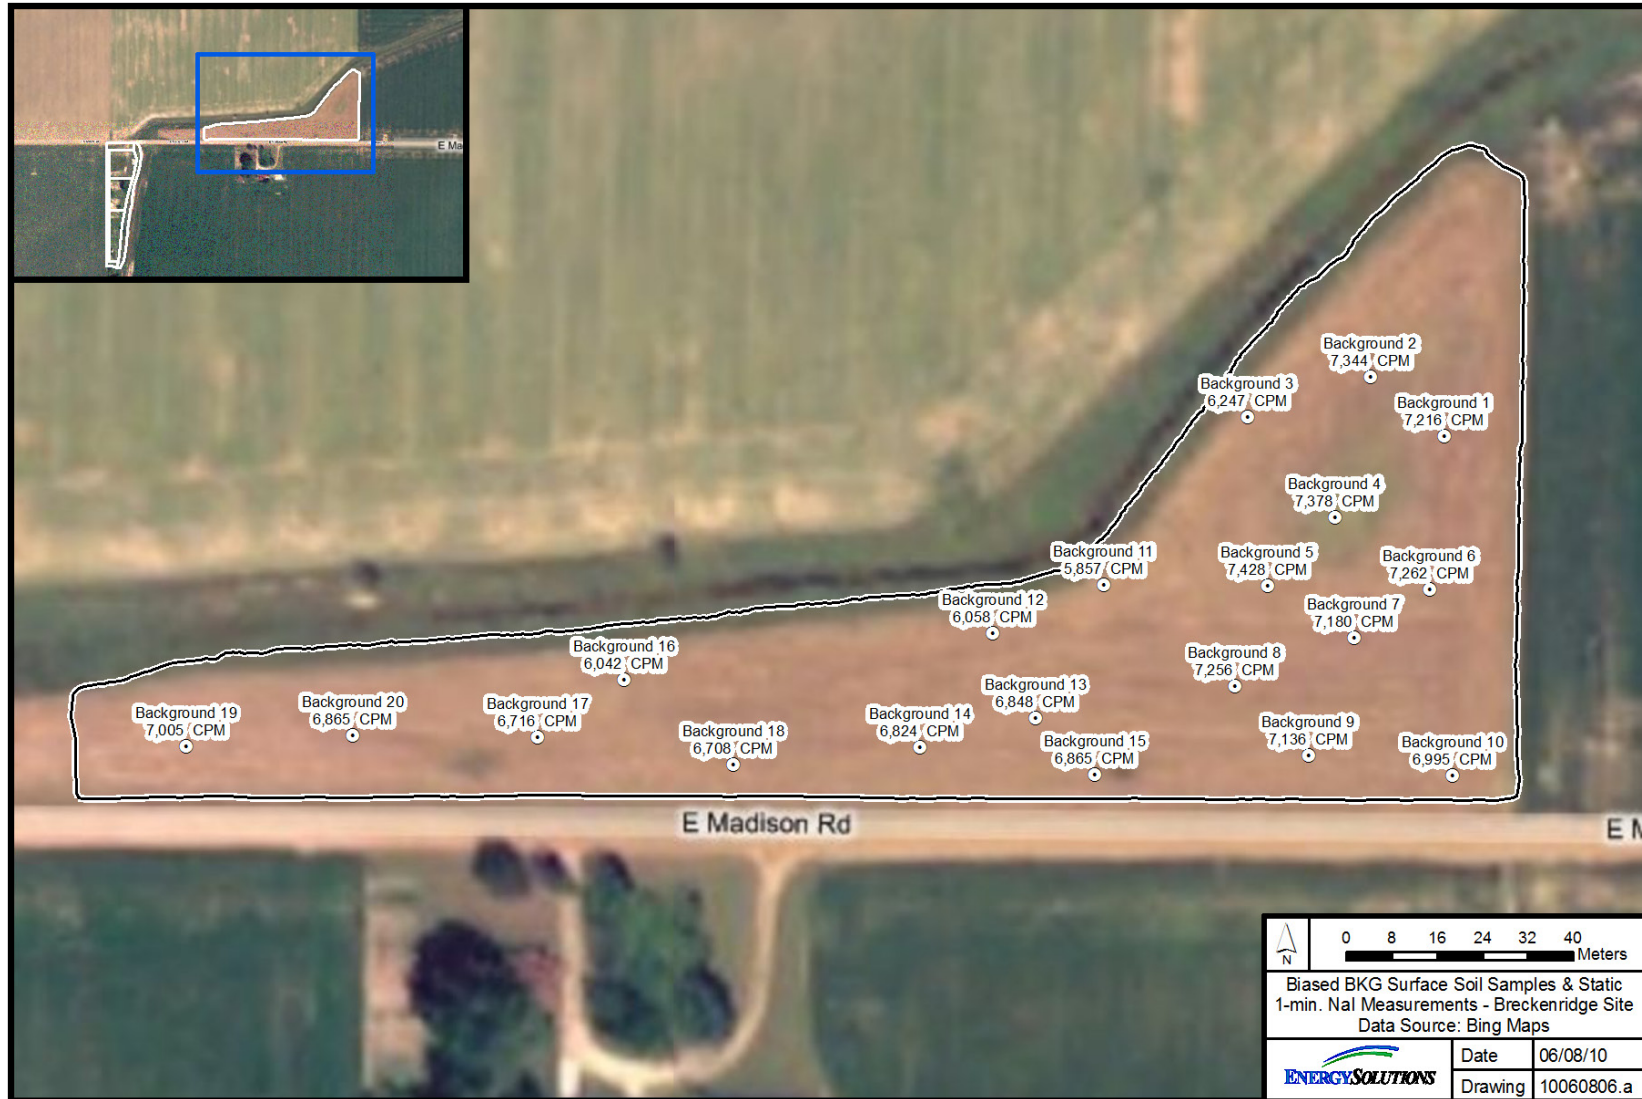 E Ma
Background 2
7,344 CPM
Background 3
6,247 CPM
Background 1
7,216 CPM
Background 4
7,378 CPM
Background 11
5,857 CPM
Background 5
7,428 CPM
Background 6
7,262 CPM
Background 12
6,058 CPM
Background 7
7,180 CPM
Background 16
6,042 CPM
Background 8
7,256 CPM
Background 13
6,848 CPM
Background 19
7,005 CPM
Background 20
6,865 CPM
Background 17
6,716 CPM
Background 18
6,708 CPM
Background 14
6,824 CPM
Background 15
6,865 CPM
Background 9
7,136 CPM
Background 10
6,995 CPM
E Madison Rd
E M
N
0 8 16 24 32 40
Meters
Biased BKG Surface Soil Samples & Static
1-min. NaI Measurements - Breckenridge Site
Data Source: Bing Maps
ENERGYSOLUTIONS
Date 06/08/10
Drawing 10060806.a